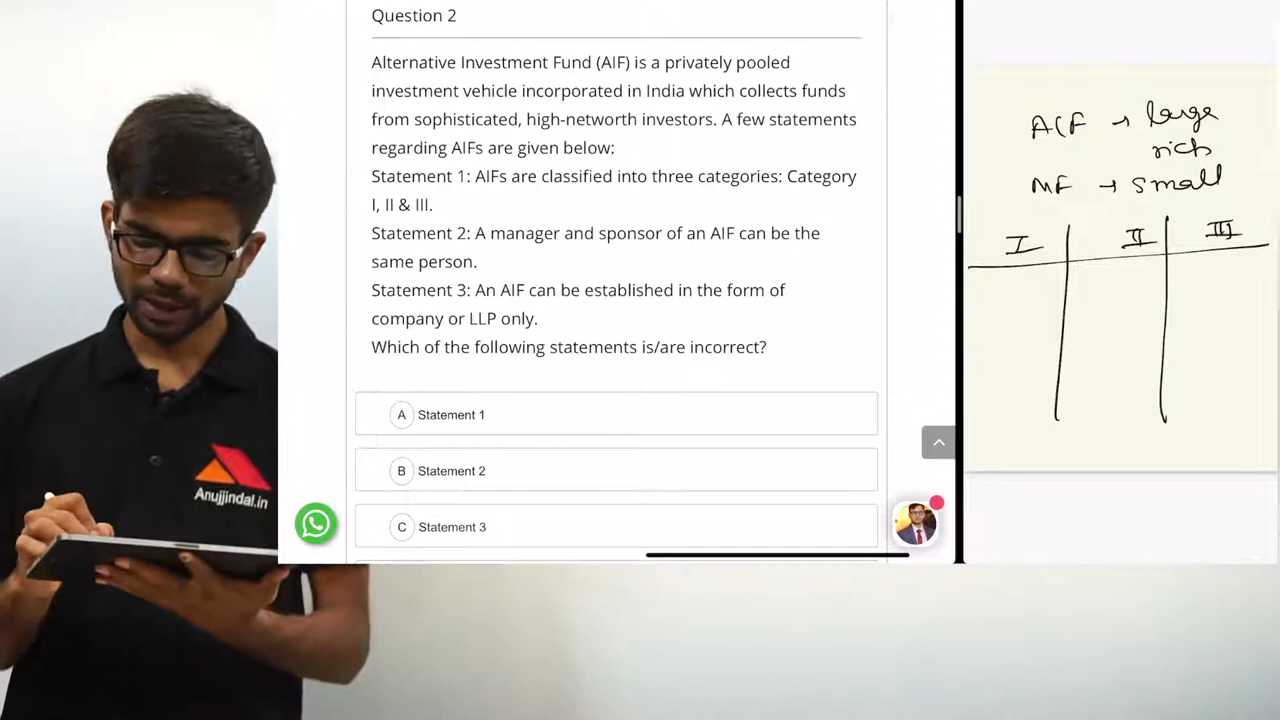 Question 2
Alternative Investment Fund (AIF) is a privately pooled
investment vehicle incorporated in India which collects funds
from sophisticated, high-networth investors. A few statements
regarding AIFs are given below:
Statement 1: AIFs are classified into three categories: Category
I, II & III.
Statement 2: A manager and sponsor of an AIF can be the
same person.
Statement 3: An AIF can be established in the form of
company or LLP only.
Which of the following statements is/are incorrect?
A Statement 1
B Statement 2
C Statement 3
AIF → large
rich
MF → small
I II III
Anujjindal.in